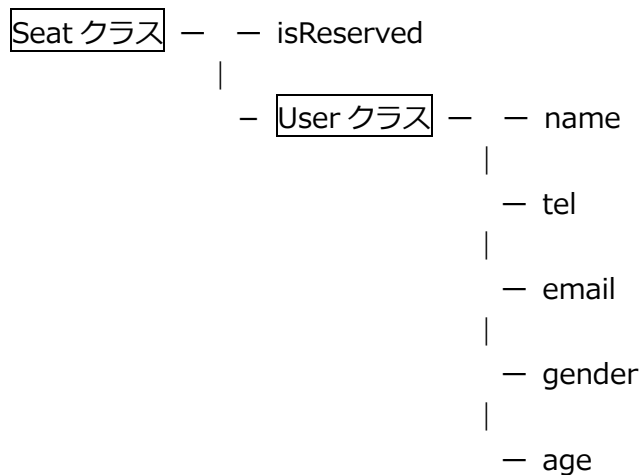 Seat クラス － － isReserved
｜
－ User クラス － － name
｜
－ tel
｜
－ email
｜
－ gender
｜
－ age